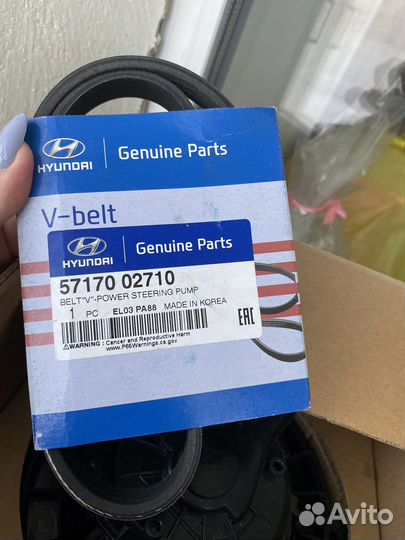 HYUNDAI
Genuine Parts
V-belt
HYUNDAI
Genuine Parts
57170 02710
BELT"V"-POWER STEERING PUMP
1 PC EL03 PA88 MADE IN KOREA
WARNING : Cancer and Reproductive Harm
www.P65Warnings.ca.gov
EAC
Avito